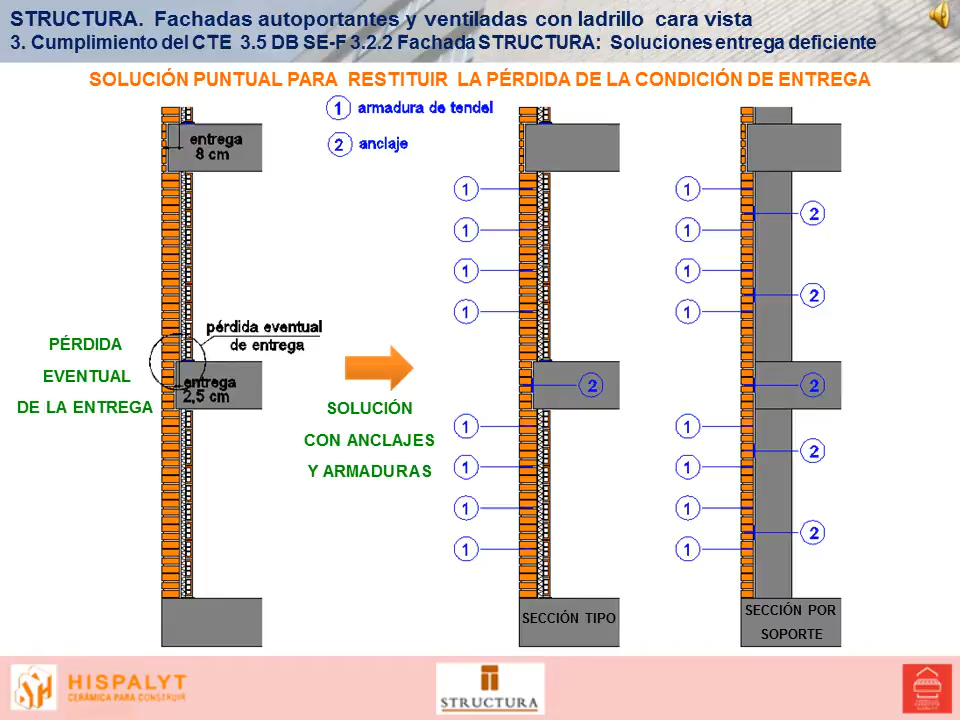 STRUCTURA. Fachadas autoportantes y ventiladas con ladrillo cara vista
3. Cumplimiento del CTE 3.5 DB SE-F 3.2.2 Fachada STRUCTURA: Soluciones entrega deficiente
SOLUCIÓN PUNTUAL PARA RESTITUIR LA PÉRDIDA DE LA CONDICIÓN DE ENTREGA
1 armadura de tendel
2 anclaje
entrega
8 cm
pérdida eventual
de entrega
entrega
2,5 cm
PÉRDIDA
EVENTUAL
DE LA ENTREGA
SOLUCIÓN
CON ANCLAJES
Y ARMADURAS
1
1
1
1
2
1
1
1
1
SECCIÓN TIPO
1
2
1
1
2
1
2
1
2
1
1
2
1
SECCIÓN POR
SOPORTE
HISPALYT
CERÁMICA PARA CONSTRUIR
STRUCTURA